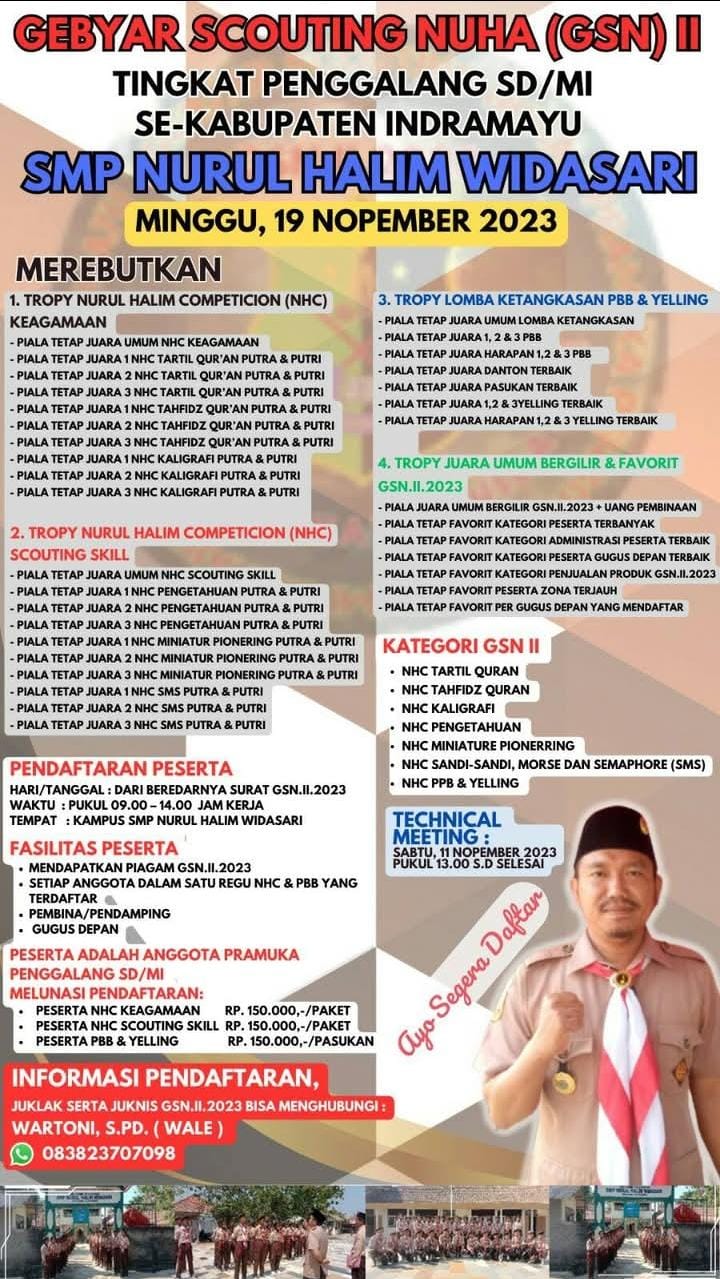 GEBYAR SCOUTING NUHA (GSN) II
TINGKAT PENGGALANG SD/MI
SE-KABUPATEN INDRAMAYU
SMP NURUL HALIM WIDASARI
MINGGU, 19 NOPEMBER 2023
MEREBUTKAN
1. TROPY NURUL HALIM COMPETICION (NHC)
KEAGAMAAN
- PIALA TETAP JUARA UMUM NHC KEAGAMAAN
- PIALA TETAP JUARA 1 NHC TARTIL QUR'AN PUTRA & PUTRI
- PIALA TETAP JUARA 2 NHC TARTIL QUR'AN PUTRA & PUTRI
- PIALA TETAP JUARA 3 NHC TARTIL QUR'AN PUTRA & PUTRI
- PIALA TETAP JUARA 1 NHC TAHFIDZ QUR'AN PUTRA & PUTRI
- PIALA TETAP JUARA 2 NHC TAHFIDZ QUR'AN PUTRA & PUTRI
- PIALA TETAP JUARA 3 NHC TAHFIDZ QUR'AN PUTRA & PUTRI
- PIALA TETAP JUARA 1 NHC KALIGRAFI PUTRA & PUTRI
- PIALA TETAP JUARA 2 NHC KALIGRAFI PUTRA & PUTRI
- PIALA TETAP JUARA 3 NHC KALIGRAFI PUTRA & PUTRI
2. TROPY NURUL HALIM COMPETICION (NHC)
SCOUTING SKILL
- PIALA TETAP JUARA UMUM NHC SCOUTING SKILL
- PIALA TETAP JUARA 1 NHC PENGETAHUAN PUTRA & PUTRI
- PIALA TETAP JUARA 2 NHC PENGETAHUAN PUTRA & PUTRI
- PIALA TETAP JUARA 3 NHC PENGETAHUAN PUTRA & PUTRI
- PIALA TETAP JUARA 1 NHC MINIATUR PIONERING PUTRA & PUTRI
- PIALA TETAP JUARA 2 NHC MINIATUR PIONERING PUTRA & PUTRI
- PIALA TETAP JUARA 3 NHC MINIATUR PIONERING PUTRA & PUTRI
- PIALA TETAP JUARA 1 NHC SMS PUTRA & PUTRI
- PIALA TETAP JUARA 2 NHC SMS PUTRA & PUTRI
- PIALA TETAP JUARA 3 NHC SMS PUTRA & PUTRI
3. TROPY LOMBA KETANGKASAN PBB & YELLING
- PIALA TETAP JUARA UMUM LOMBA KETANGKASAN
- PIALA TETAP JUARA 1, 2 & 3 PBB
- PIALA TETAP JUARA HARAPAN 1,2 & 3 PBB
- PIALA TETAP JUARA DANTON TERBAIK
- PIALA TETAP JUARA PASUKAN TERBAIK
- PIALA TETAP JUARA 1,2 & 3YELLING TERBAIK
- PIALA TETAP JUARA HARAPAN 1,2 & 3 YELLING TERBAIK
4. TROPY JUARA UMUM BERGILIR & FAVORIT
GSN.II.2023
- PIALA JUARA UMUM BERGILIR GSN.II.2023 + UANG PEMBINAAN
- PIALA TETAP FAVORIT KATEGORI PESERTA TERBANYAK
- PIALA TETAP FAVORIT KATEGORI ADMINISTRASI PESERTA TERBAIK
- PIALA TETAP FAVORIT KATEGORI PESERTA GUGUS DEPAN TERBAIK
- PIALA TETAP FAVORIT KATEGORI PENJUALAN PRODUK GSN.II.2023
- PIALA TETAP FAVORIT PESERTA ZONA TERJAUH
- PIALA TETAP FAVORIT PER GUGUS DEPAN YANG MENDAFTAR
KATEGORI GSN II
• NHC TARTIL QURAN
• NHC TAHFIDZ QURAN
• NHC KALIGRAFI
• NHC PENGETAHUAN
• NHC MINIATURE PIONERRING
• NHC SANDI-SANDI, MORSE DAN SEMAPHORE (SMS)
• NHC PPB & YELLING
PENDAFTARAN PESERTA
HARI/TANGGAL : DARI BEREDARNYA SURAT GSN.II.2023
WAKTU : PUKUL 09.00 – 14.00 JAM KERJA
TEMPAT : KAMPUS SMP NURUL HALIM WIDASARI
FASILITAS PESERTA
• MENDAPATKAN PIAGAM GSN.II.2023
• SETIAP ANGGOTA DALAM SATU REGU NHC & PBB YANG
TERDAFTAR
• PEMBINA/PENDAMPING
• GUGUS DEPAN
PESERTA ADALAH ANGGOTA PRAMUKA
PENGGALANG SD/MI
MELUNASI PENDAFTARAN:
• PESERTA NHC KEAGAMAAN RP. 150.000,-/PAKET
• PESERTA NHC SCOUTING SKILL RP. 150.000,-/PAKET
• PESERTA PBB & YELLING RP. 150.000,-/PASUKAN
TECHNICAL
MEETING :
SABTU, 11 NOPEMBER 2023
PUKUL 13.00 S.D SELESAI
Ayo Segera Daftar
INFORMASI PENDAFTARAN,
JUKLAK SERTA JUKNIS GSN.II.2023 BISA MENGHUBUNGI :
WARTONI, S.PD. ( WALE )
083823707098